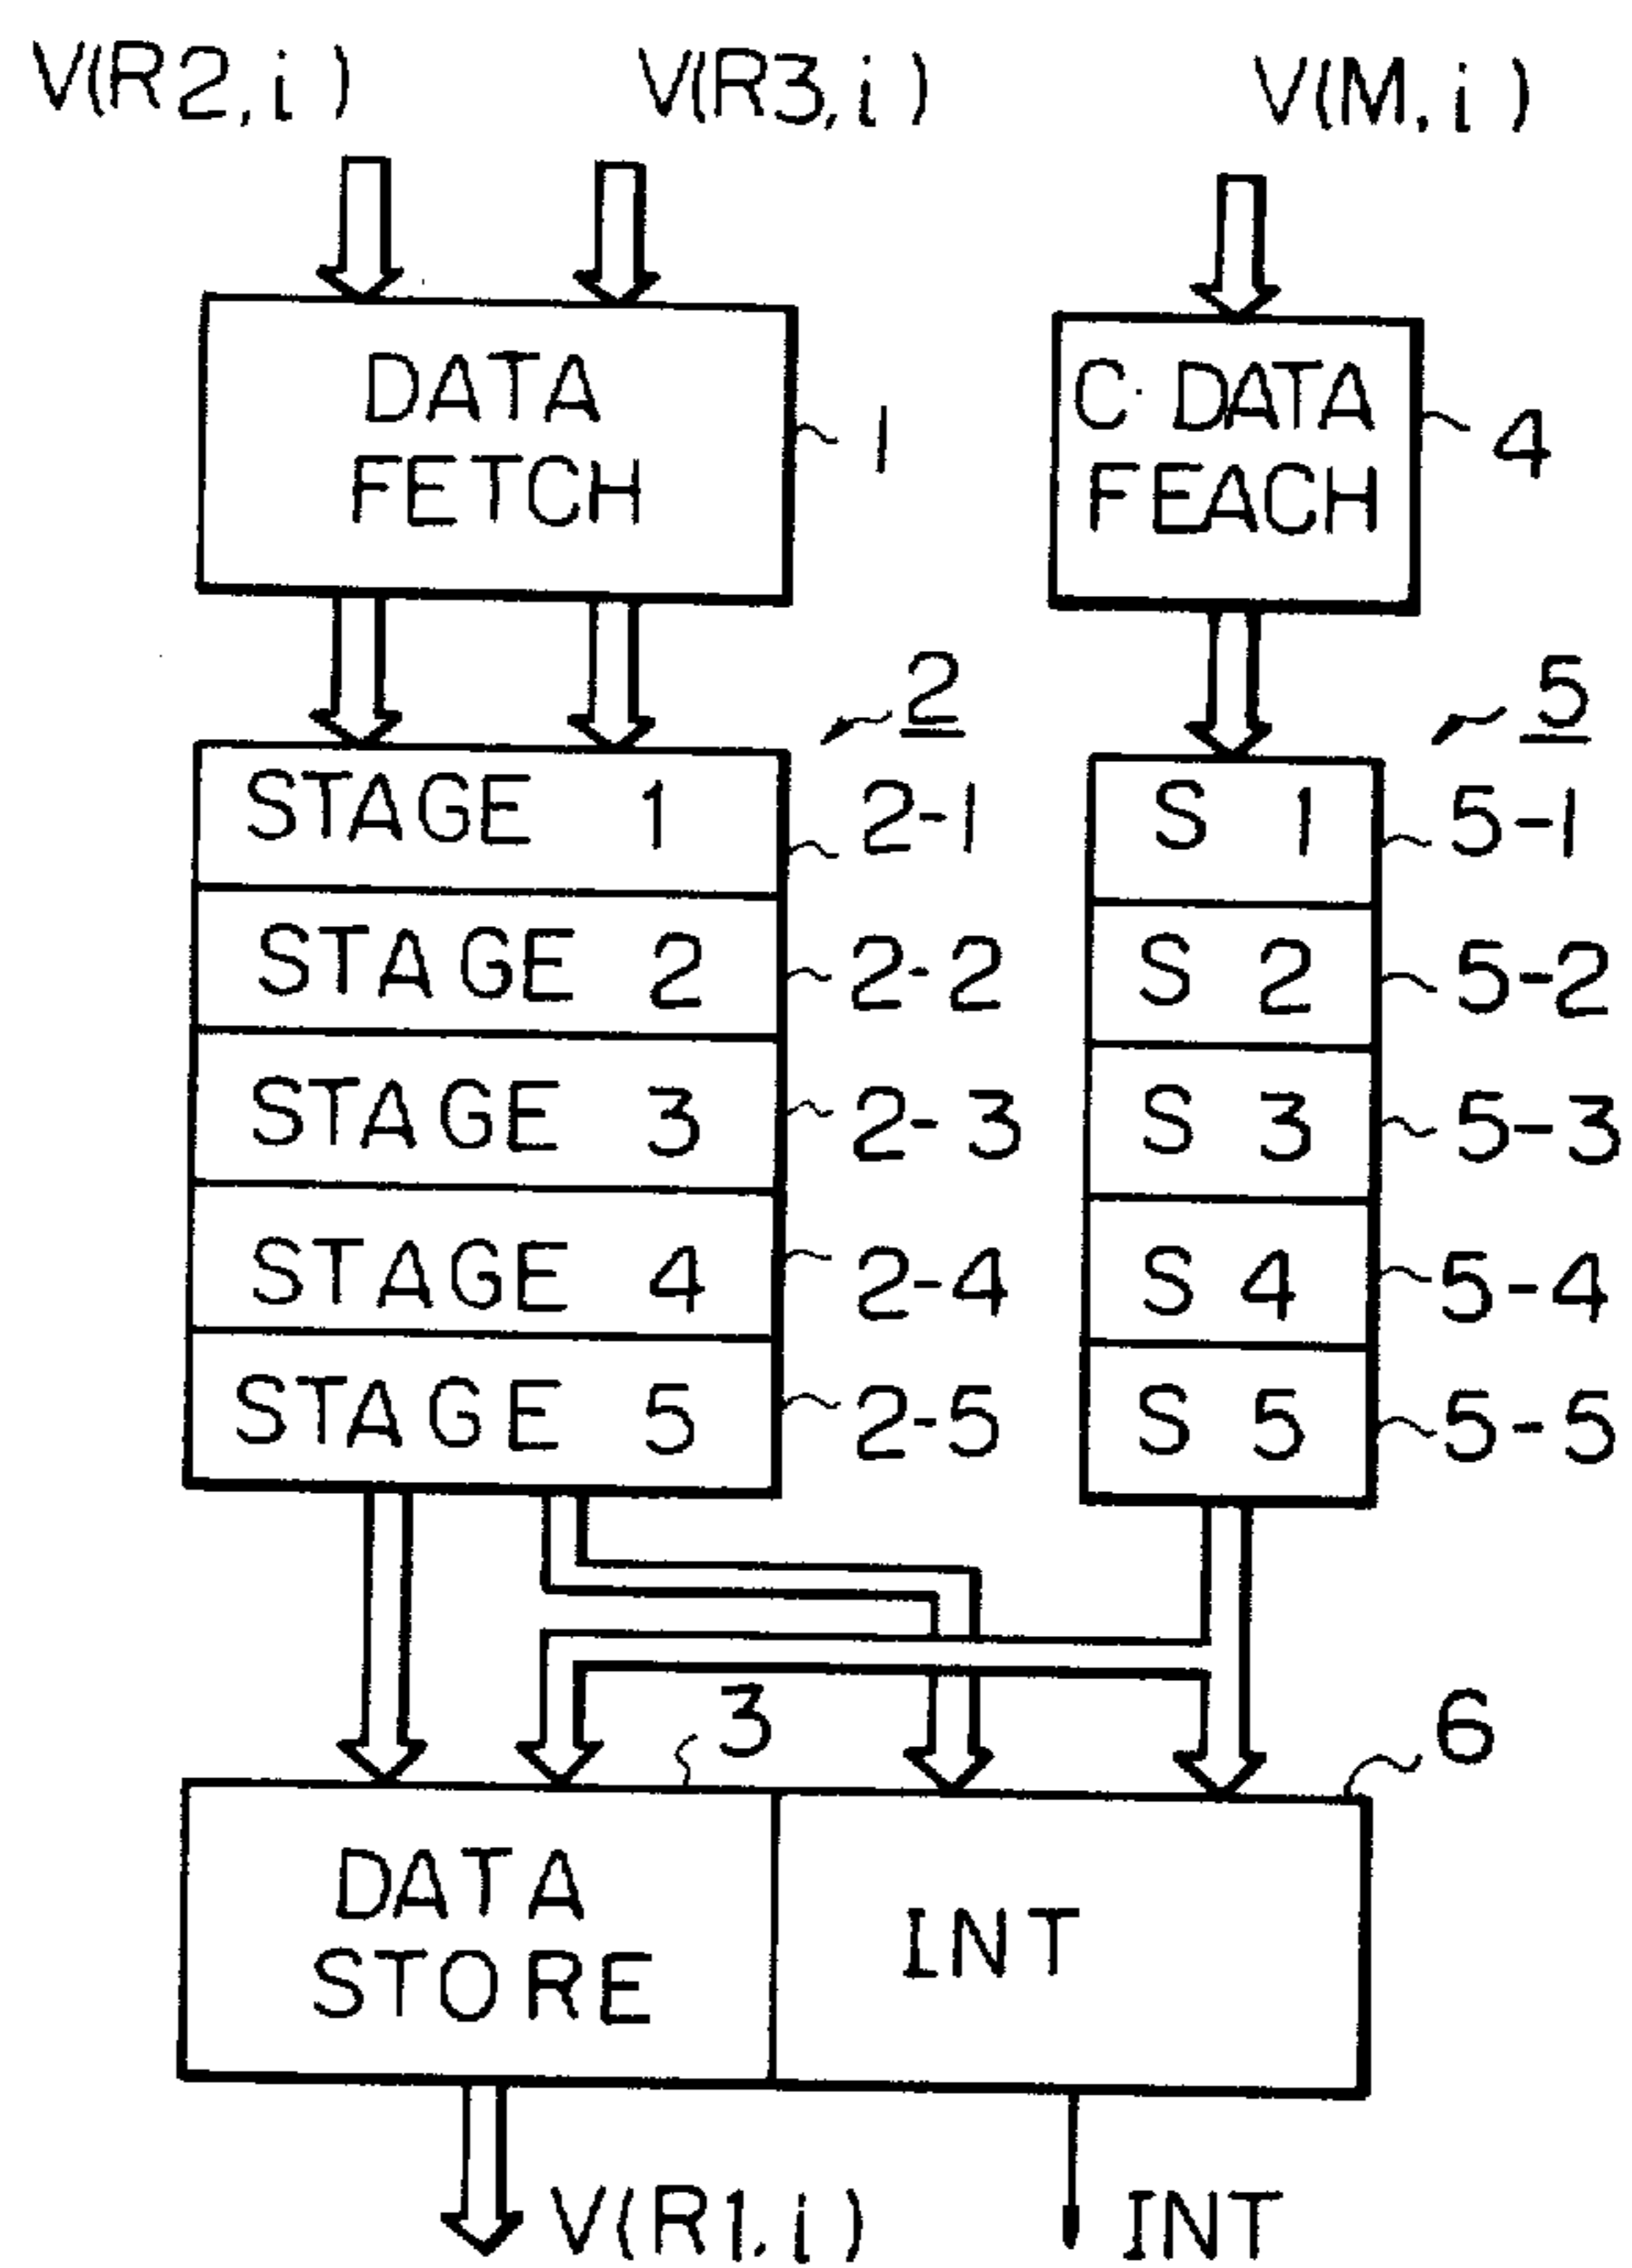 V(R2,i) V(R3,i) V(M,i)
DATA
FETCH
1
C·DATA
FEACH
4
2
5
STAGE 1 2-1
S 1 5-1
STAGE 2 2-2
S 2 5-2
STAGE 3 2-3
S 3 5-3
STAGE 4 2-4
S 4 5-4
STAGE 5 2-5
S 5 5-5
3
6
DATA
STORE
INT
V(R1,i)
INT